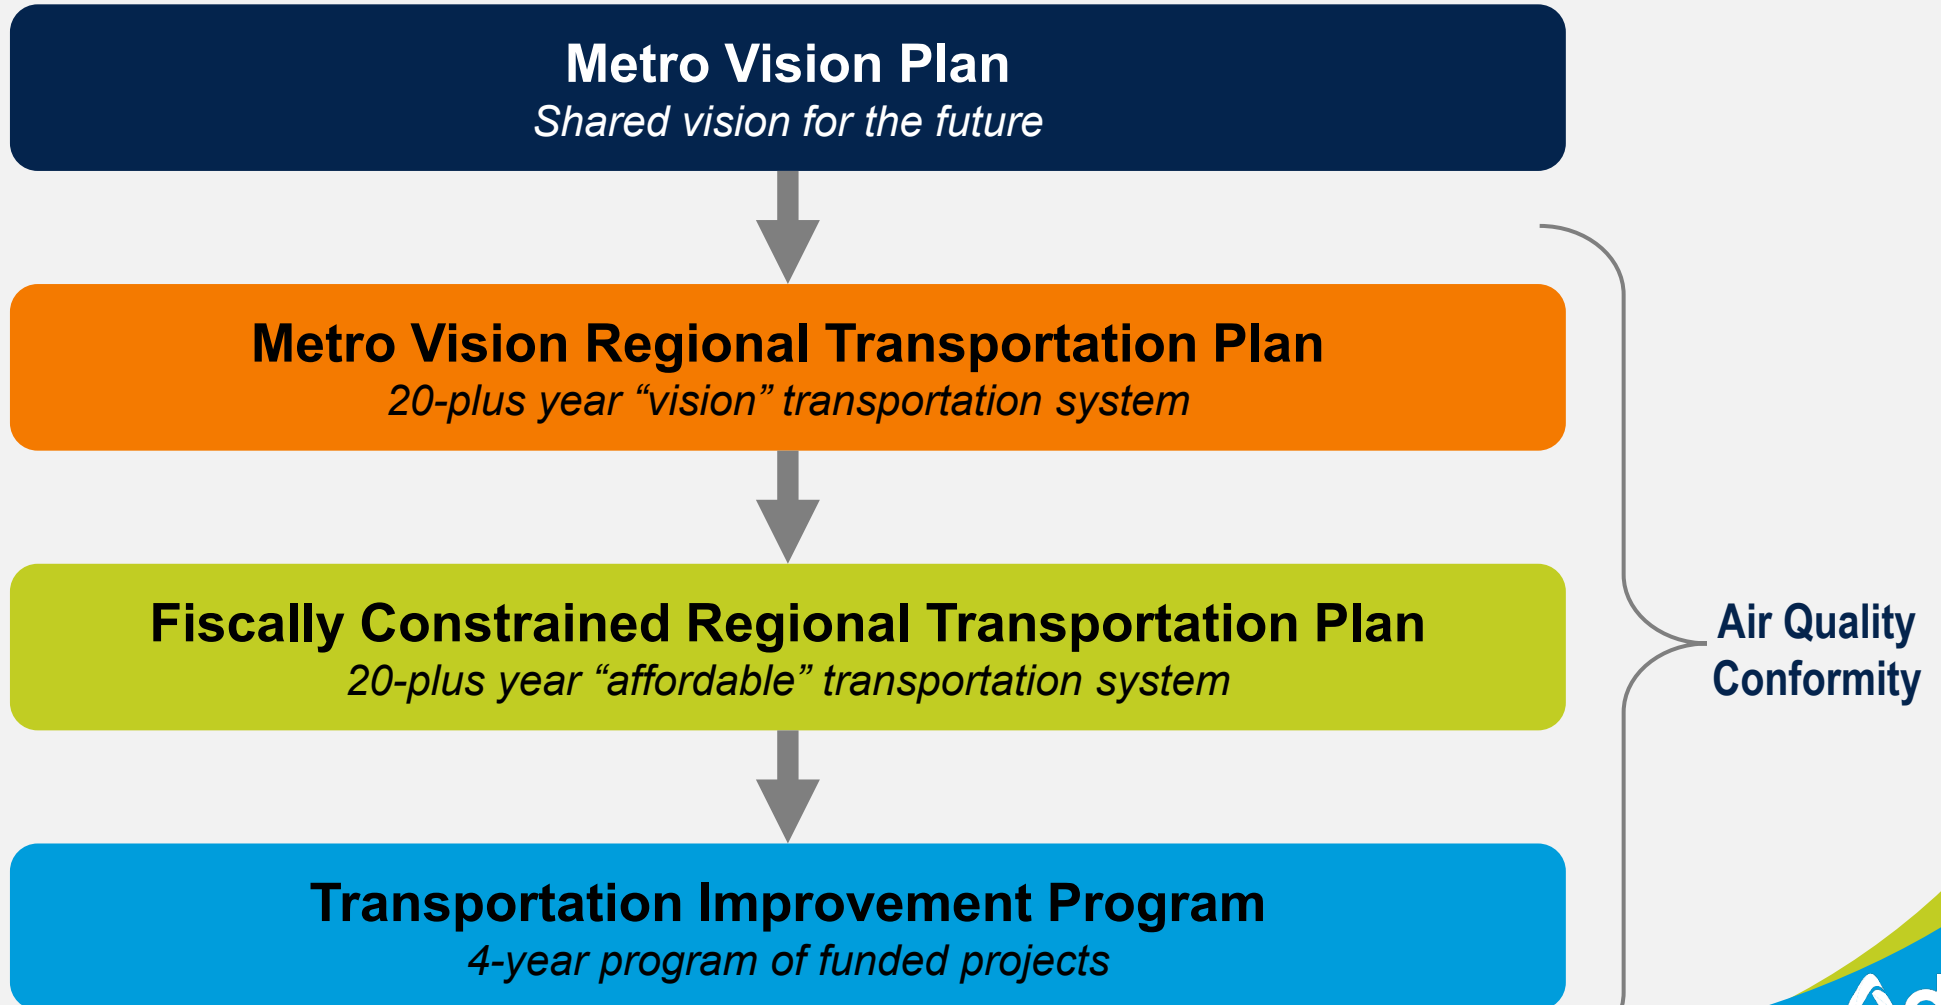 Metro Vision Plan
Shared vision for the future
Metro Vision Regional Transportation Plan
20-plus year “vision” transportation system
Fiscally Constrained Regional Transportation Plan
20-plus year “affordable” transportation system
Air Quality
Conformity
Transportation Improvement Program
4-year program of funded projects